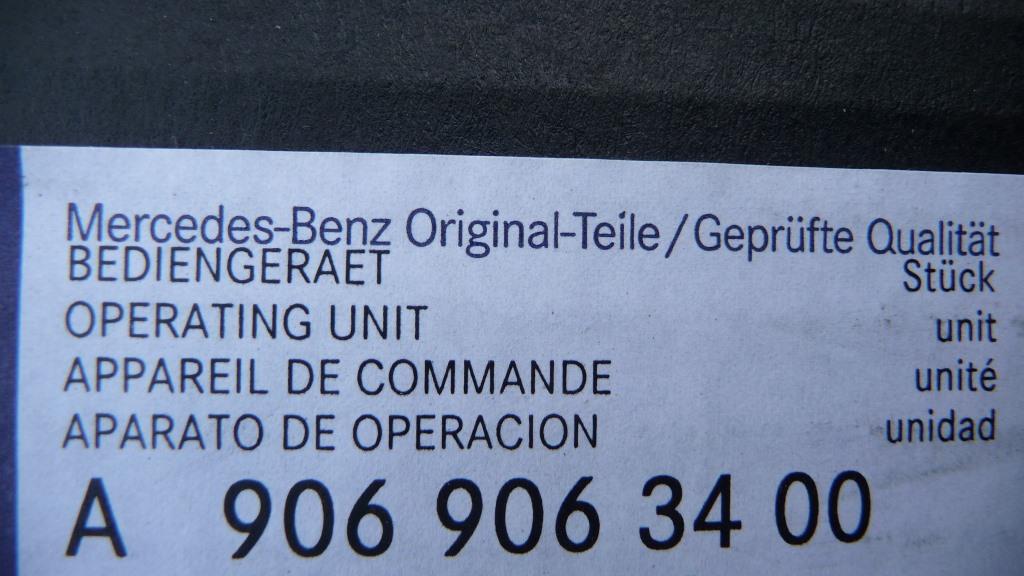 Mercedes-Benz Original-Teile/Geprüfte Qualität
BEDIENGERAET Stück
OPERATING UNIT unit
APPAREIL DE COMMANDE unité
APARATO DE OPERACION unidad
A 906 906 34 00